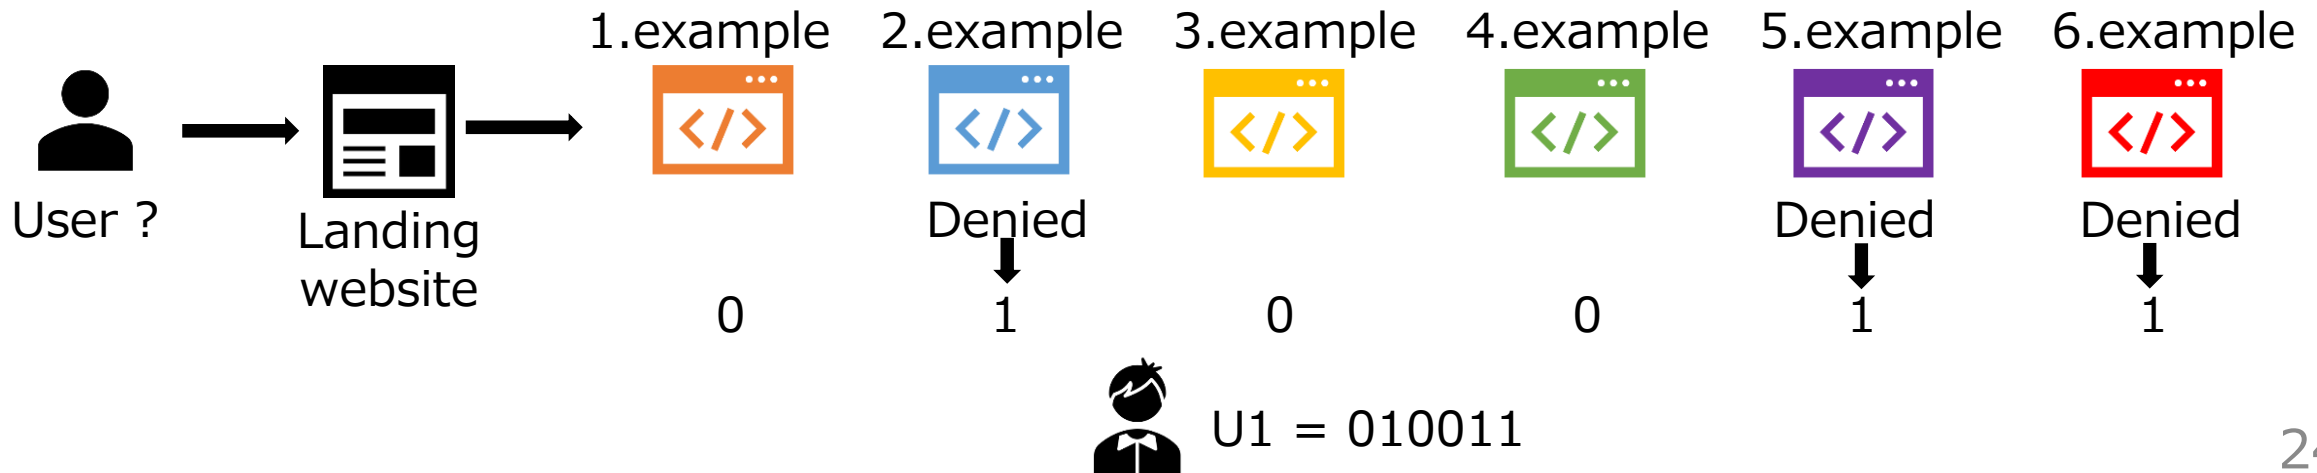 1.example 2.example 3.example 4.example 5.example 6.example
</> </> </> </> </> </>
User ?
Landing
website
Denied Denied Denied
0 1 0 0 1 1
U1 = 010011